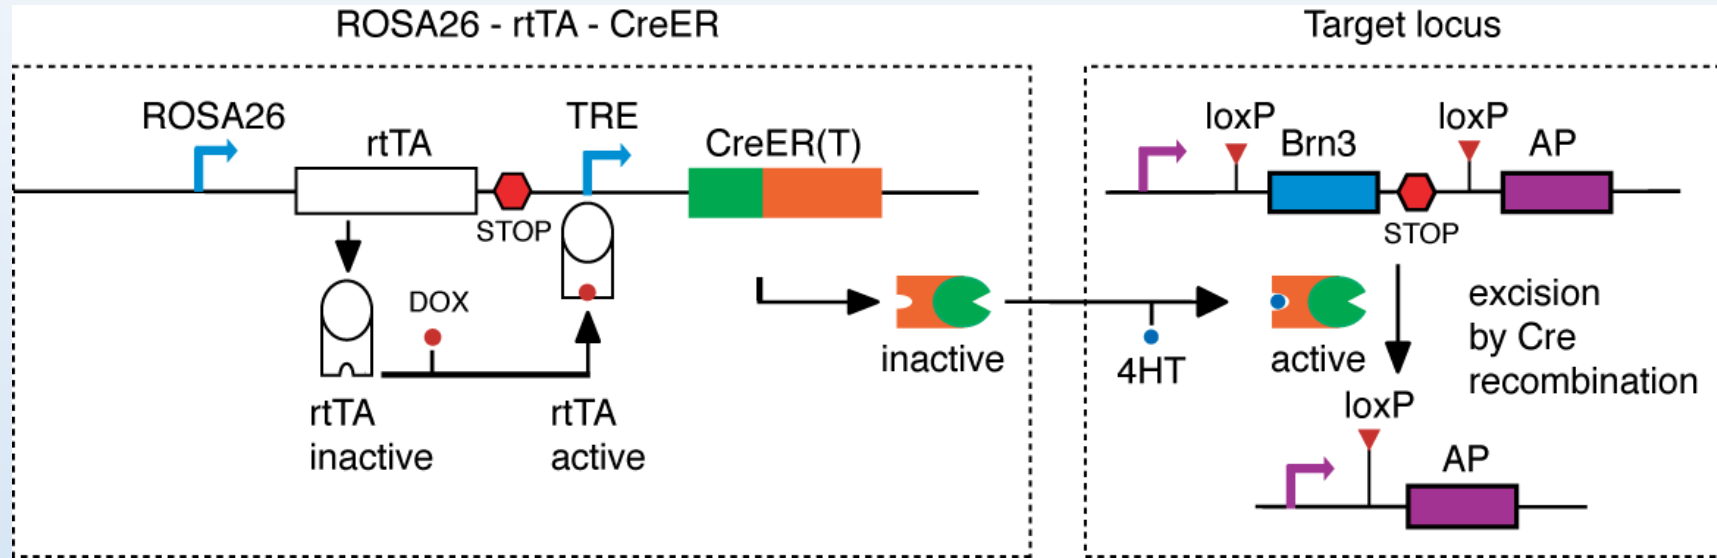 ROSA26 - rtTA - CreER
Target locus
ROSA26
rtTA
STOP
TRE
CreER(T)
DOX
rtTA
inactive
rtTA
active
inactive
4HT
loxP
Brn3
STOP
loxP
AP
active
excision
by Cre
recombination
loxP
AP